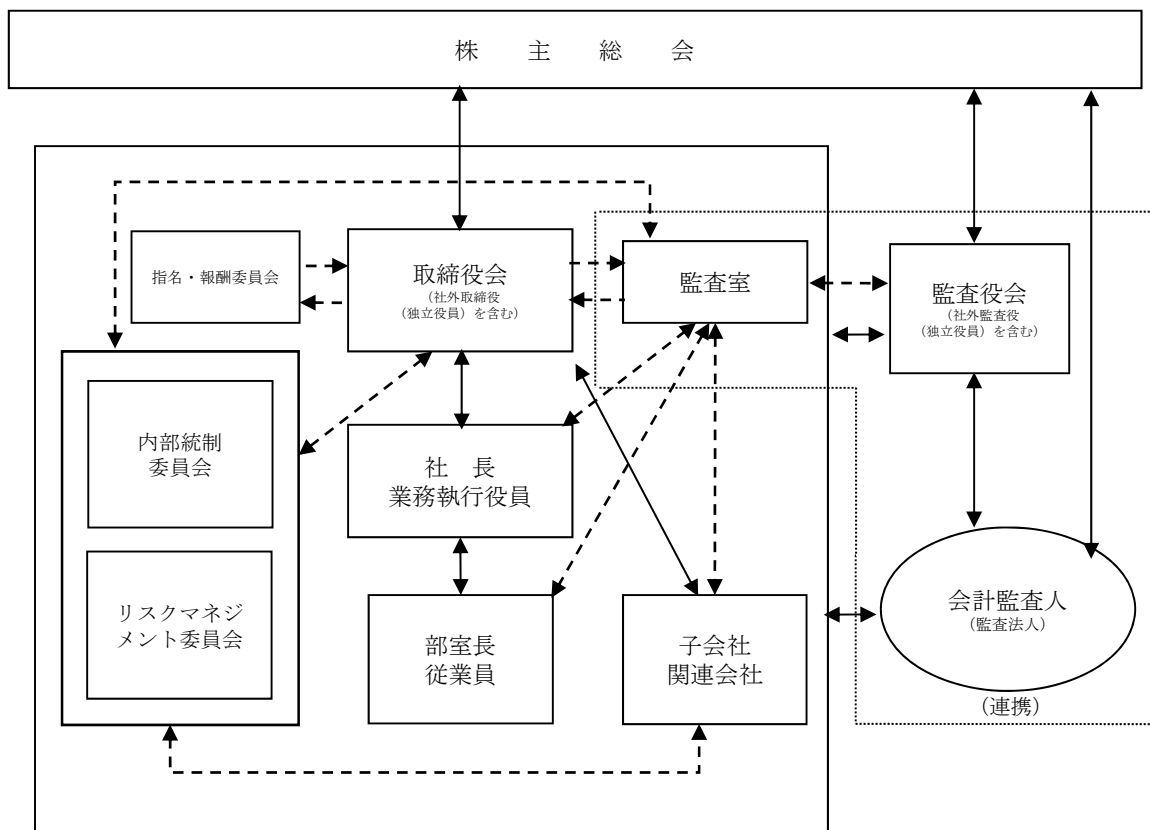 株　主　総　会
指名・報酬委員会
取締役会
（社外取締役
（独立役員）を含む）
監査室
監査役会
（社外監査役
（独立役員）を含む）
内部統制
委員会
社　長
業務執行役員
リスクマネジ
メント委員会
部室長
従業員
子会社
関連会社
会計監査人
（監査法人）
（連携）